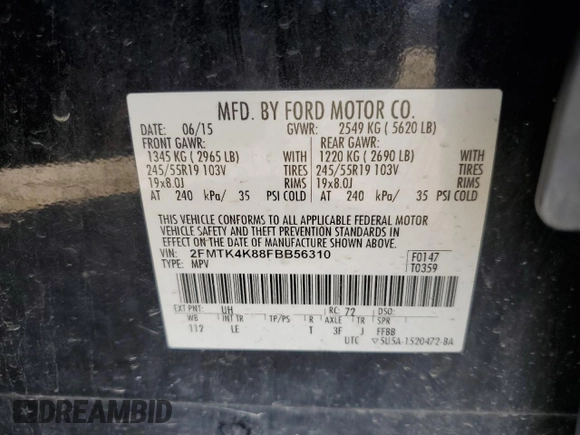 MFD. BY FORD MOTOR CO.
DATE: 06/15 GVWR: 2549 KG ( 5620 LB)
FRONT GAWR: REAR GAWR:
1345 KG ( 2965 LB) WITH 1220 KG ( 2690 LB) WITH
245/55R19 103V TIRES 245/55R19 103V TIRES
19x8.0J RIMS 19x8.0J RIMS
AT 240 kPa/ 35 PSI COLD AT 240 kPa/ 35 PSI COLD
THIS VEHICLE CONFORMS TO ALL APPLICABLE FEDERAL MOTOR
VEHICLE SAFETY AND THEFT PREVENTION STANDARDS IN EFFECT
ON THE DATE OF MANUFACTURE SHOWN ABOVE.
VIN: 2FMTK4K88FBB56310 F0147
TYPE: MPV T0359
EXT PNT: UH RC: 72 DSO:
WB INT TR TP/PS R AXLE TR SPR
112 LE T 3F J FFBB
UTC 5U5A-1520472-BA
DREAMBID